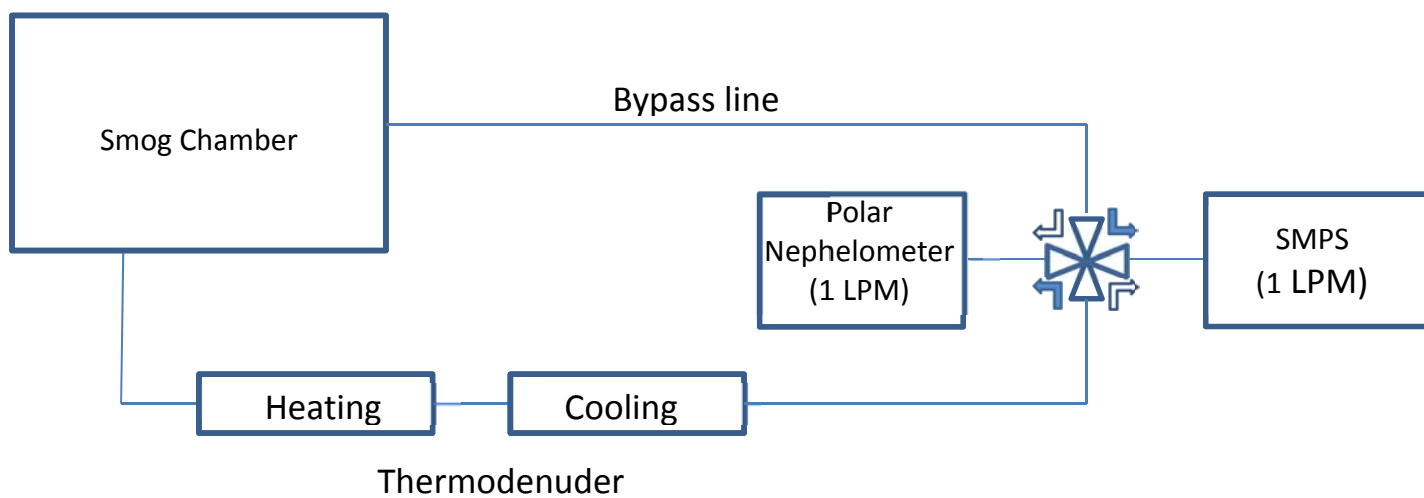 Bypass line
Smog Chamber
Polar
Nephelometer
(1 LPM)
SMPS
(1 LPM)
Heating
Cooling
Thermodenuder